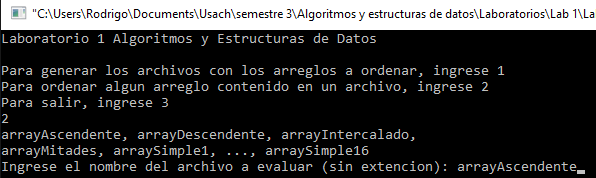 "C:\Users\Rodrigo\Documents\Usach\semestre 3\Algoritmos y estructuras de datos\Laboratorios\Lab 1\La
Laboratorio 1 Algoritmos y Estructuras de Datos
Para generar los archivos con los arreglos a ordenar, ingrese 1
Para ordenar algun arreglo contenido en un archivo, ingrese 2
Para salir, ingrese 3
2
arrayAscendente, arrayDescendente, arrayIntercalado,
arrayMitades, arraySimple1, ..., arraySimple16
Ingrese el nombre del archivo a evaluar (sin extencion): arrayAscendente_